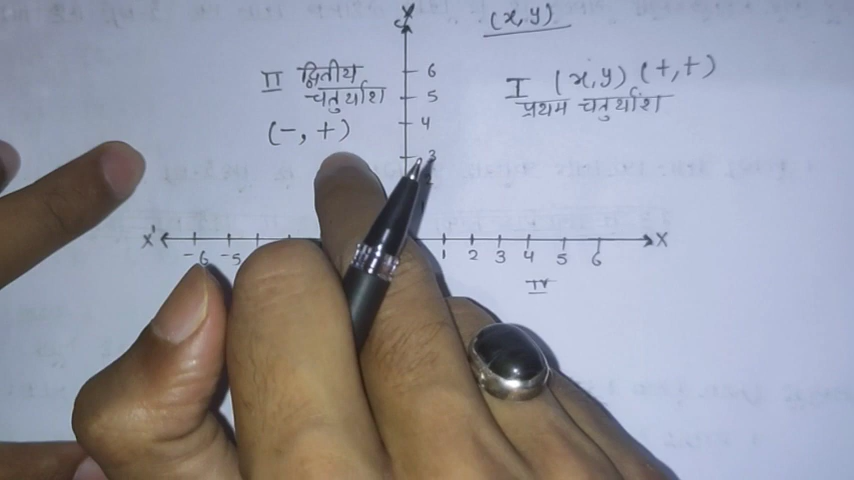 (x,y)
Y
II द्वितीय
चतुर्थांश
(-, +)
I (x,y) (+,+)
प्रथम चतुर्थांश
6
5
4
3
X' -6 -5 1 2 3 4 5 6 X
IV